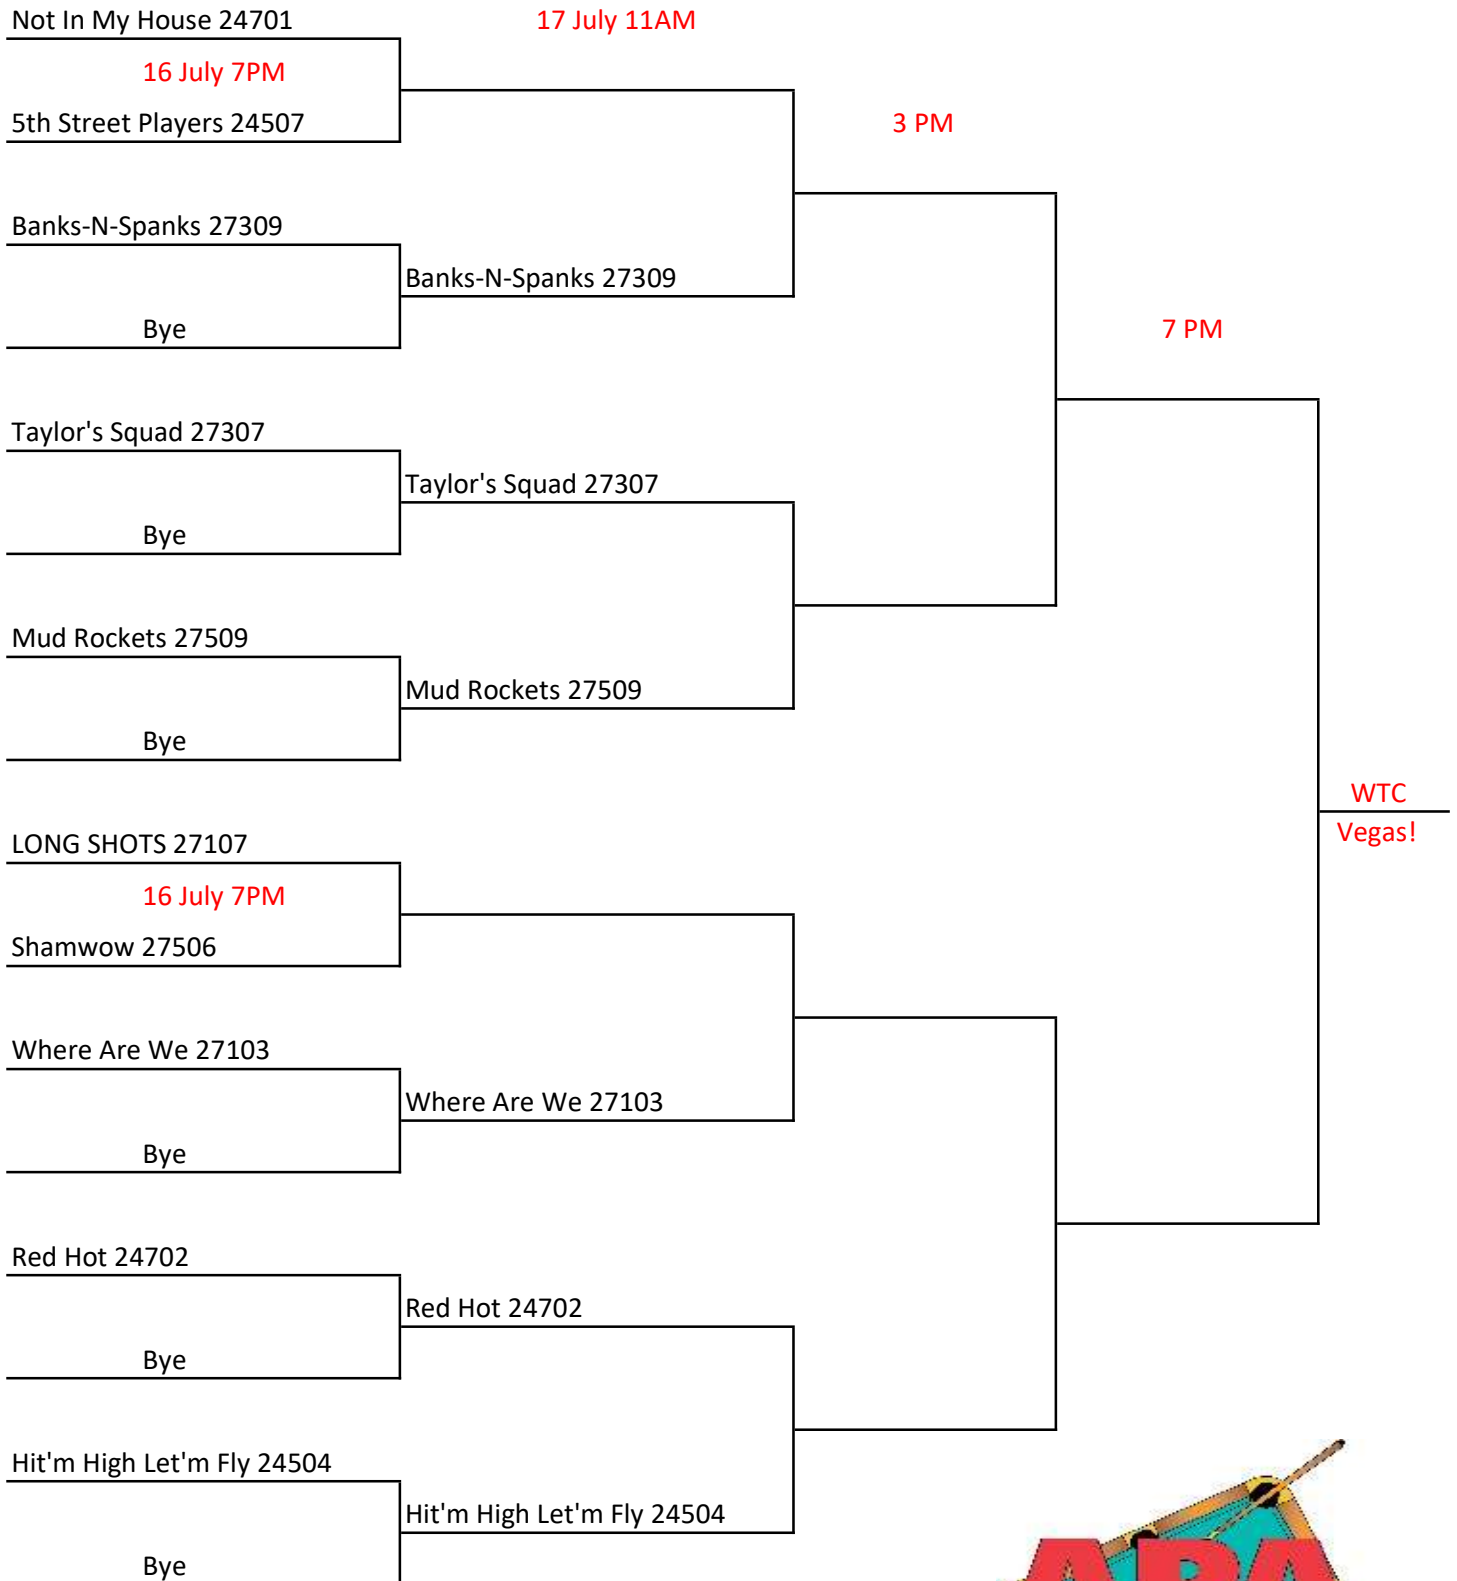 Not In My House 24701
17 July 11AM
16 July 7PM
5th Street Players 24507
3 PM
Banks-N-Spanks 27309
Banks-N-Spanks 27309
Bye
7 PM
Taylor's Squad 27307
Taylor's Squad 27307
Bye
Mud Rockets 27509
Mud Rockets 27509
Bye
WTC
Vegas!
LONG SHOTS 27107
16 July 7PM
Shamwow 27506
Where Are We 27103
Where Are We 27103
Bye
Red Hot 24702
Red Hot 24702
Bye
Hit'm High Let'm Fly 24504
Hit'm High Let'm Fly 24504
Bye
APA